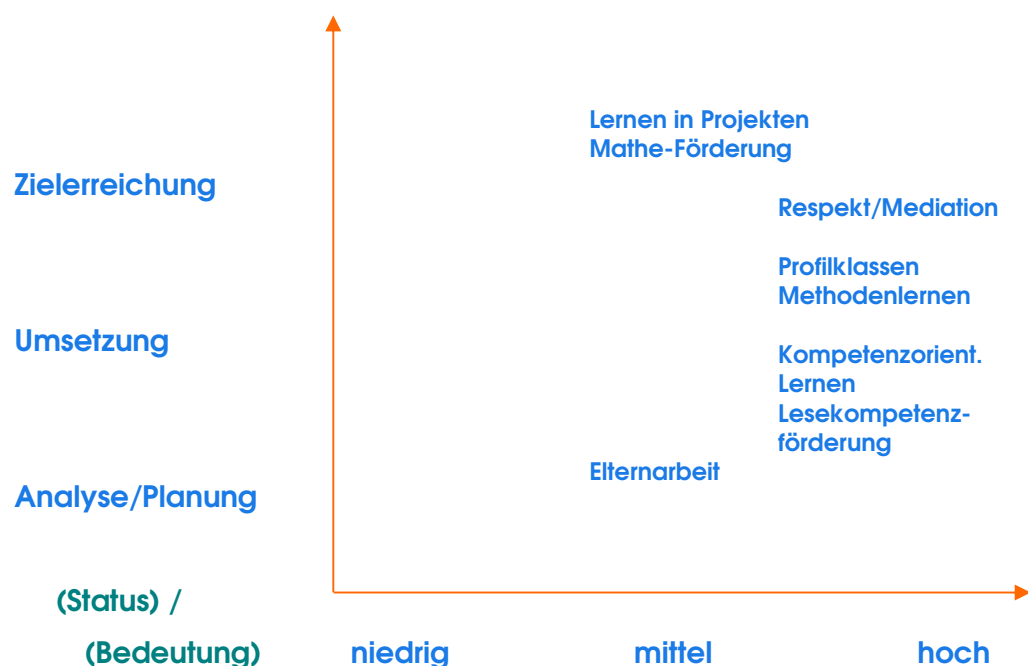 Lernen in Projekten
Mathe-Förderung
Zielerreichung
Respekt/Mediation
Profilklassen
Methodenlernen
Umsetzung
Kompetenzorient.
Lernen
Lesekompetenz-
förderung
Elternarbeit
Analyse/Planung
(Status) /
(Bedeutung)
niedrig
mittel
hoch